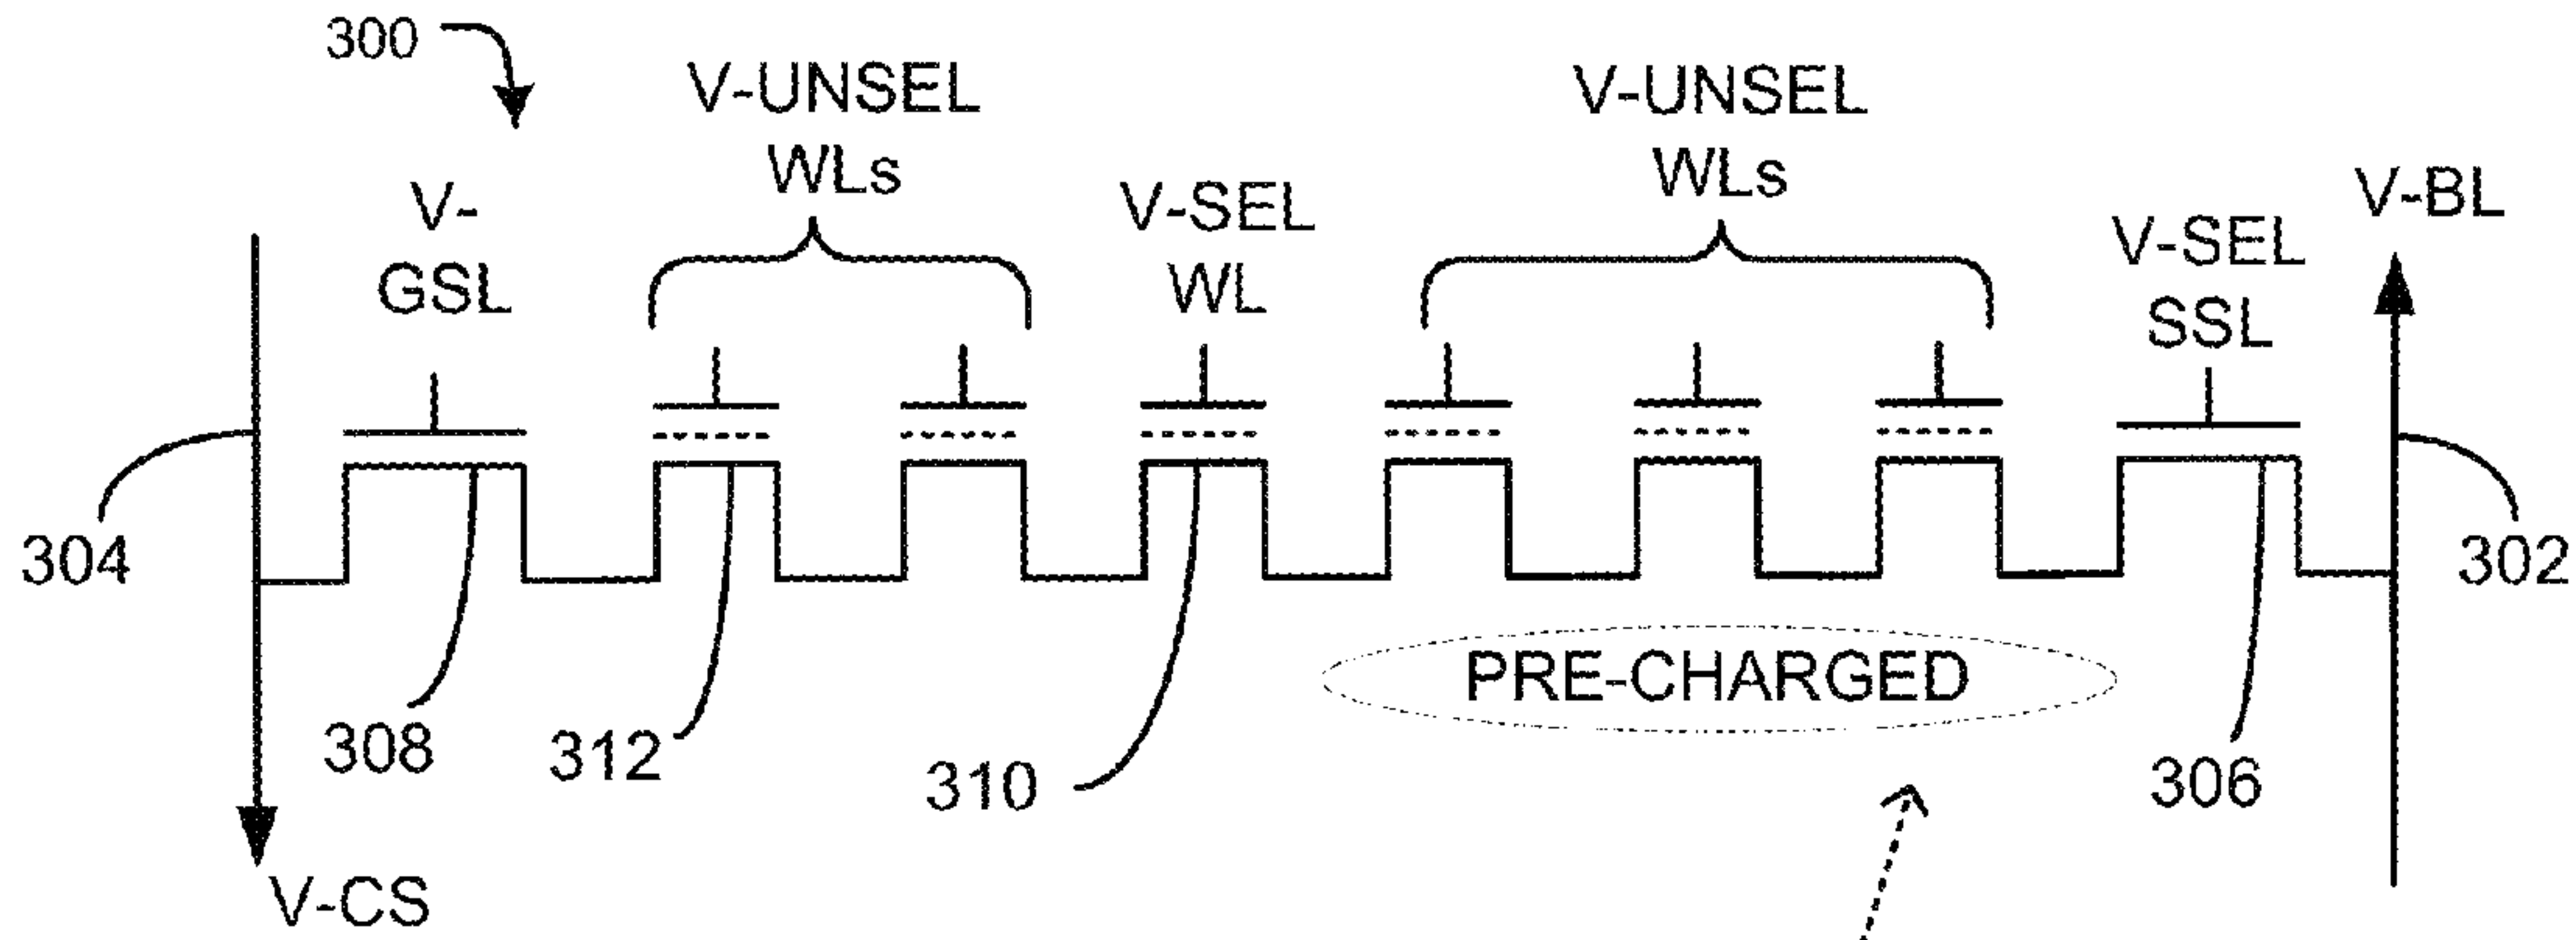 300
V-UNSEL
WLs
V-UNSEL
WLs
V-
GSL
V-SEL
WL
V-SEL
SSL
V-BL
304
302
PRE-CHARGED
308
312
310
306
V-CS